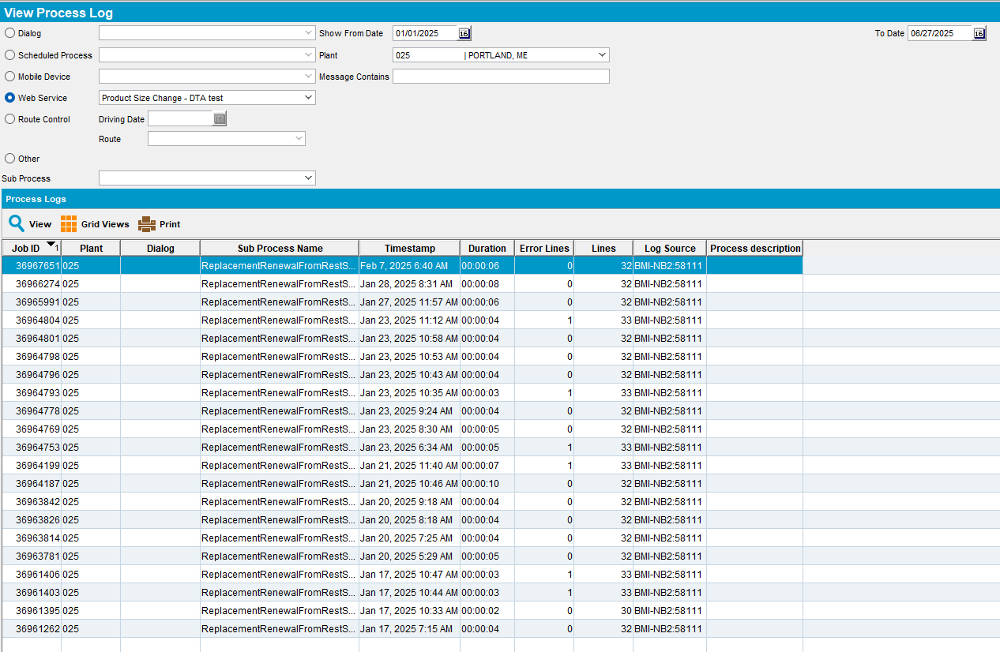 View Process Log
Dialog Show From Date 01/01/2025 16 To Date 06/27/2025 16
Scheduled Process Plant 025 | PORTLAND, ME
Mobile Device Message Contains
Web Service Product Size Change - DTA test
Route Control Driving Date 16
Route
Other
Sub Process
Process Logs
View Grid Views Print
Job ID 1 Plant Dialog Sub Process Name Timestamp Duration Error Lines Lines Log Source Process description
36967651 025 ReplacementRenewalFromRestS... Feb 7, 2025 6:40 AM 00:00:06 0 32 BMI-NB2:58111
36966274 025 ReplacementRenewalFromRestS... Jan 28, 2025 8:31 AM 00:00:08 0 32 BMI-NB2:58111
36965991 025 ReplacementRenewalFromRestS... Jan 27, 2025 11:57 AM 00:00:06 0 32 BMI-NB2:58111
36964804 025 ReplacementRenewalFromRestS... Jan 23, 2025 11:12 AM 00:00:04 1 33 BMI-NB2:58111
36964801 025 ReplacementRenewalFromRestS... Jan 23, 2025 10:58 AM 00:00:04 0 32 BMI-NB2:58111
36964798 025 ReplacementRenewalFromRestS... Jan 23, 2025 10:53 AM 00:00:04 0 32 BMI-NB2:58111
36964796 025 ReplacementRenewalFromRestS... Jan 23, 2025 10:43 AM 00:00:04 0 32 BMI-NB2:58111
36964793 025 ReplacementRenewalFromRestS... Jan 23, 2025 10:35 AM 00:00:03 1 33 BMI-NB2:58111
36964778 025 ReplacementRenewalFromRestS... Jan 23, 2025 9:24 AM 00:00:04 0 32 BMI-NB2:58111
36964769 025 ReplacementRenewalFromRestS... Jan 23, 2025 8:30 AM 00:00:05 0 32 BMI-NB2:58111
36964753 025 ReplacementRenewalFromRestS... Jan 23, 2025 6:34 AM 00:00:05 1 33 BMI-NB2:58111
36964199 025 ReplacementRenewalFromRestS... Jan 21, 2025 11:40 AM 00:00:07 1 33 BMI-NB2:58111
36964187 025 ReplacementRenewalFromRestS... Jan 21, 2025 10:46 AM 00:00:10 0 32 BMI-NB2:58111
36963842 025 ReplacementRenewalFromRestS... Jan 20, 2025 9:18 AM 00:00:04 0 32 BMI-NB2:58111
36963826 025 ReplacementRenewalFromRestS... Jan 20, 2025 8:18 AM 00:00:04 0 32 BMI-NB2:58111
36963814 025 ReplacementRenewalFromRestS... Jan 20, 2025 7:25 AM 00:00:04 0 32 BMI-NB2:58111
36963781 025 ReplacementRenewalFromRestS... Jan 20, 2025 5:29 AM 00:00:05 0 32 BMI-NB2:58111
36961406 025 ReplacementRenewalFromRestS... Jan 17, 2025 10:47 AM 00:00:03 1 33 BMI-NB2:58111
36961403 025 ReplacementRenewalFromRestS... Jan 17, 2025 10:44 AM 00:00:03 1 33 BMI-NB2:58111
36961395 025 ReplacementRenewalFromRestS... Jan 17, 2025 10:33 AM 00:00:02 0 30 BMI-NB2:58111
36961262 025 ReplacementRenewalFromRestS... Jan 17, 2025 7:15 AM 00:00:04 0 32 BMI-NB2:58111